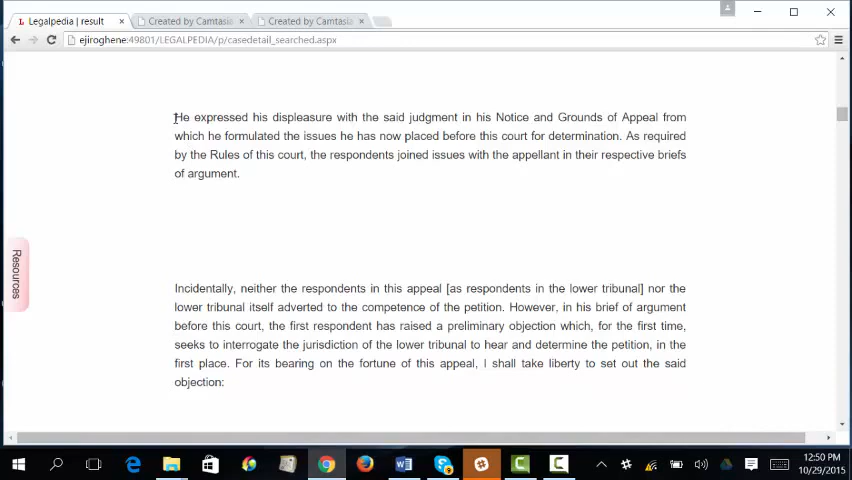 Legalpedia | result
Created by Camtasia
Created by Camtasia
ejiroghene:49801/LEGALPEDIA/p/casedetail_searched.aspx
He expressed his displeasure with the said judgment in his Notice and Grounds of Appeal from
which he formulated the issues he has now placed before this court for determination. As required
by the Rules of this court, the respondents joined issues with the appellant in their respective briefs
of argument.
Resources
Incidentally, neither the respondents in this appeal [as respondents in the lower tribunal] nor the
lower tribunal itself adverted to the competence of the petition. However, in his brief of argument
before this court, the first respondent has raised a preliminary objection which, for the first time,
seeks to interrogate the jurisdiction of the lower tribunal to hear and determine the petition, in the
first place. For its bearing on the fortune of this appeal, I shall take liberty to set out the said
objection:
12:50 PM
10/29/2015